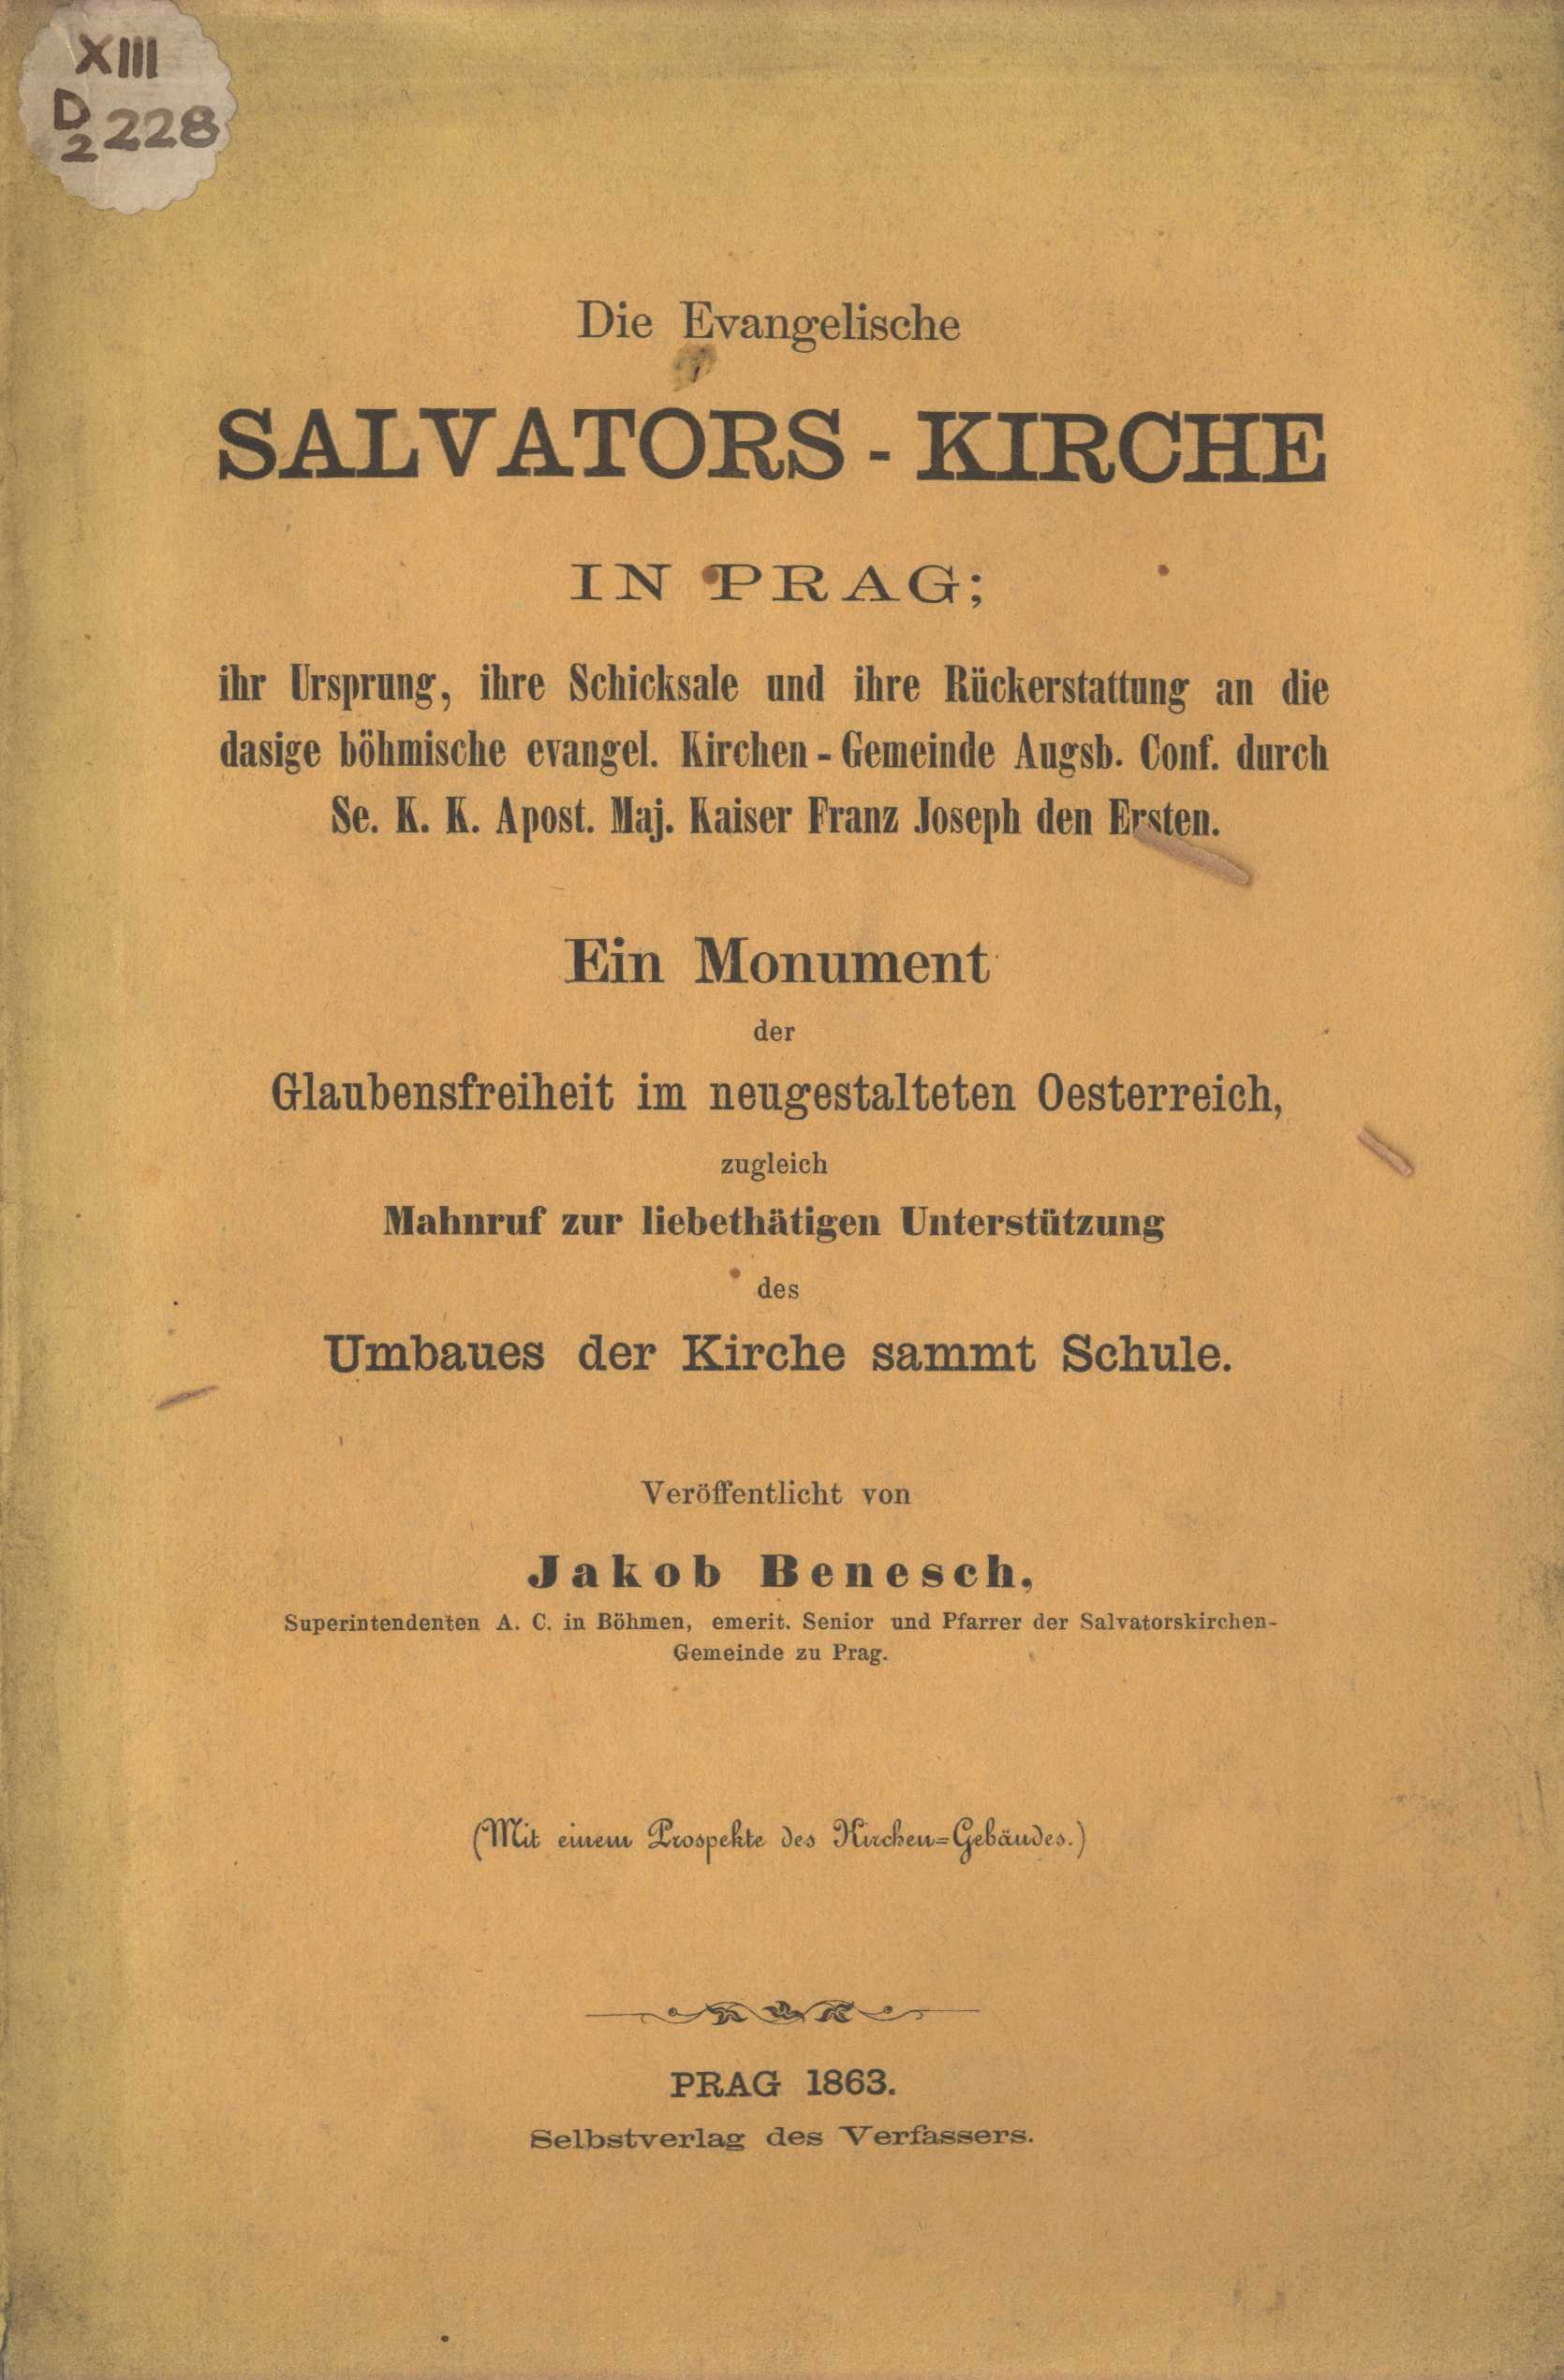 XIII
D 228
2
Die Evangelische
SALVATORS - KIRCHE
IN PRAG;
ihr Ursprung, ihre Schicksale und ihre Rückerstattung an die
dasige böhmische evangel. Kirchen - Gemeinde Augsb. Conf. durch
Se. K. K. Apost. Maj. Kaiser Franz Joseph den Ersten.
Ein Monument
der
Glaubensfreiheit im neugestalteten Oesterreich,
zugleich
Mahnruf zur liebethätigen Unterstützung
des
Umbaues der Kirche sammt Schule.
Veröffentlicht von
Jakob Benesch,
Superintendenten A. C. in Böhmen, emerit. Senior und Pfarrer der Salvatorskirchen-
Gemeinde zu Prag.
(Mit einem Prospekte des Kirchen=Gebäudes.)
PRAG 1863.
Selbstverlag des Verfassers.